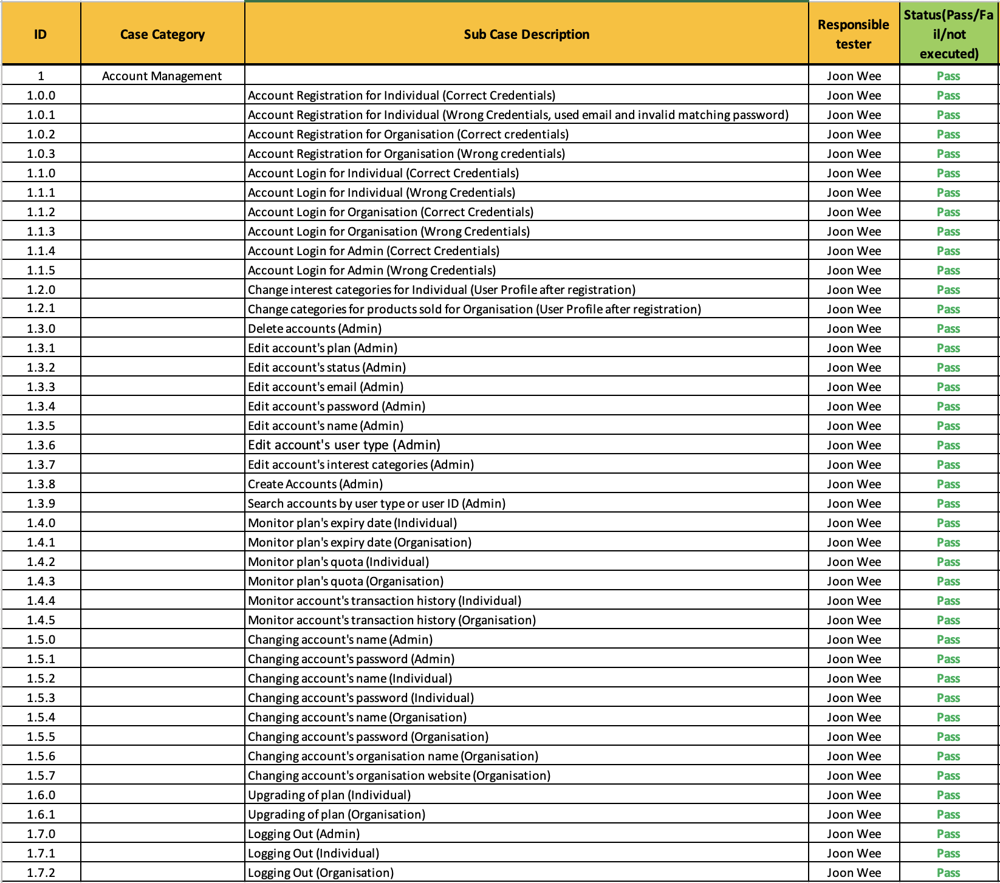 ID Case Category Sub Case Description Responsible tester Status(Pass/Fail/not executed)
1 Account Management Joon Wee Pass
1.0.0 Account Registration for Individual (Correct Credentials) Joon Wee Pass
1.0.1 Account Registration for Individual (Wrong Credentials, used email and invalid matching password) Joon Wee Pass
1.0.2 Account Registration for Organisation (Correct credentials) Joon Wee Pass
1.0.3 Account Registration for Organisation (Wrong credentials) Joon Wee Pass
1.1.0 Account Login for Individual (Correct Credentials) Joon Wee Pass
1.1.1 Account Login for Individual (Wrong Credentials) Joon Wee Pass
1.1.2 Account Login for Organisation (Correct Credentials) Joon Wee Pass
1.1.3 Account Login for Organisation (Wrong Credentials) Joon Wee Pass
1.1.4 Account Login for Admin (Correct Credentials) Joon Wee Pass
1.1.5 Account Login for Admin (Wrong Credentials) Joon Wee Pass
1.2.0 Change interest categories for Individual (User Profile after registration) Joon Wee Pass
1.2.1 Change categories for products sold for Organisation (User Profile after registration) Joon Wee Pass
1.3.0 Delete accounts (Admin) Joon Wee Pass
1.3.1 Edit account's plan (Admin) Joon Wee Pass
1.3.2 Edit account's status (Admin) Joon Wee Pass
1.3.3 Edit account's email (Admin) Joon Wee Pass
1.3.4 Edit account's password (Admin) Joon Wee Pass
1.3.5 Edit account's name (Admin) Joon Wee Pass
1.3.6 Edit account's user type (Admin) Joon Wee Pass
1.3.7 Edit account's interest categories (Admin) Joon Wee Pass
1.3.8 Create Accounts (Admin) Joon Wee Pass
1.3.9 Search accounts by user type or user ID (Admin) Joon Wee Pass
1.4.0 Monitor plan's expiry date (Individual) Joon Wee Pass
1.4.1 Monitor plan's expiry date (Organisation) Joon Wee Pass
1.4.2 Monitor plan's quota (Individual) Joon Wee Pass
1.4.3 Monitor plan's quota (Organisation) Joon Wee Pass
1.4.4 Monitor account's transaction history (Individual) Joon Wee Pass
1.4.5 Monitor account's transaction history (Organisation) Joon Wee Pass
1.5.0 Changing account's name (Admin) Joon Wee Pass
1.5.1 Changing account's password (Admin) Joon Wee Pass
1.5.2 Changing account's name (Individual) Joon Wee Pass
1.5.3 Changing account's password (Individual) Joon Wee Pass
1.5.4 Changing account's name (Organisation) Joon Wee Pass
1.5.5 Changing account's password (Organisation) Joon Wee Pass
1.5.6 Changing account's organisation name (Organisation) Joon Wee Pass
1.5.7 Changing account's organisation website (Organisation) Joon Wee Pass
1.6.0 Upgrading of plan (Individual) Joon Wee Pass
1.6.1 Upgrading of plan (Organisation) Joon Wee Pass
1.7.0 Logging Out (Admin) Joon Wee Pass
1.7.1 Logging Out (Individual) Joon Wee Pass
1.7.2 Logging Out (Organisation) Joon Wee Pass